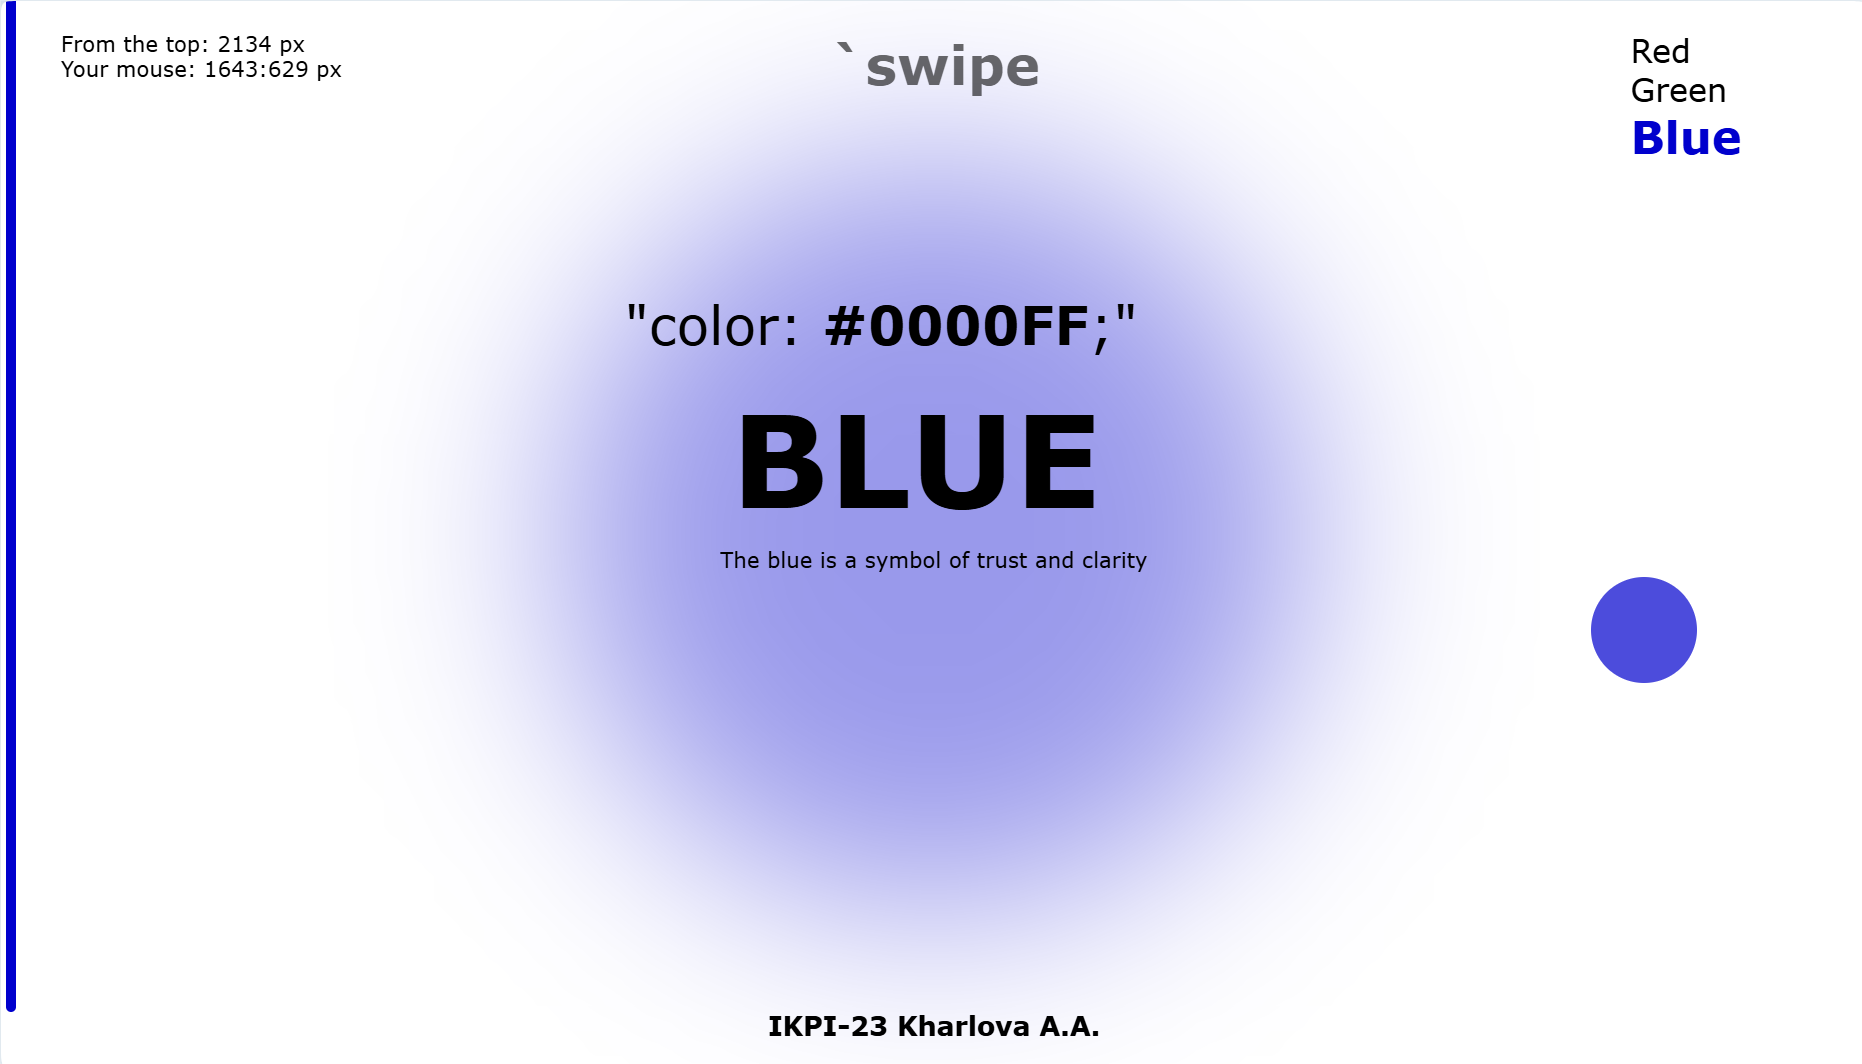 From the top: 2134 px
Your mouse: 1643:629 px
`swipe
Red
Green
Blue
"color: #0000FF;"
BLUE
The blue is a symbol of trust and clarity
IKPI-23 Kharlova A.A.